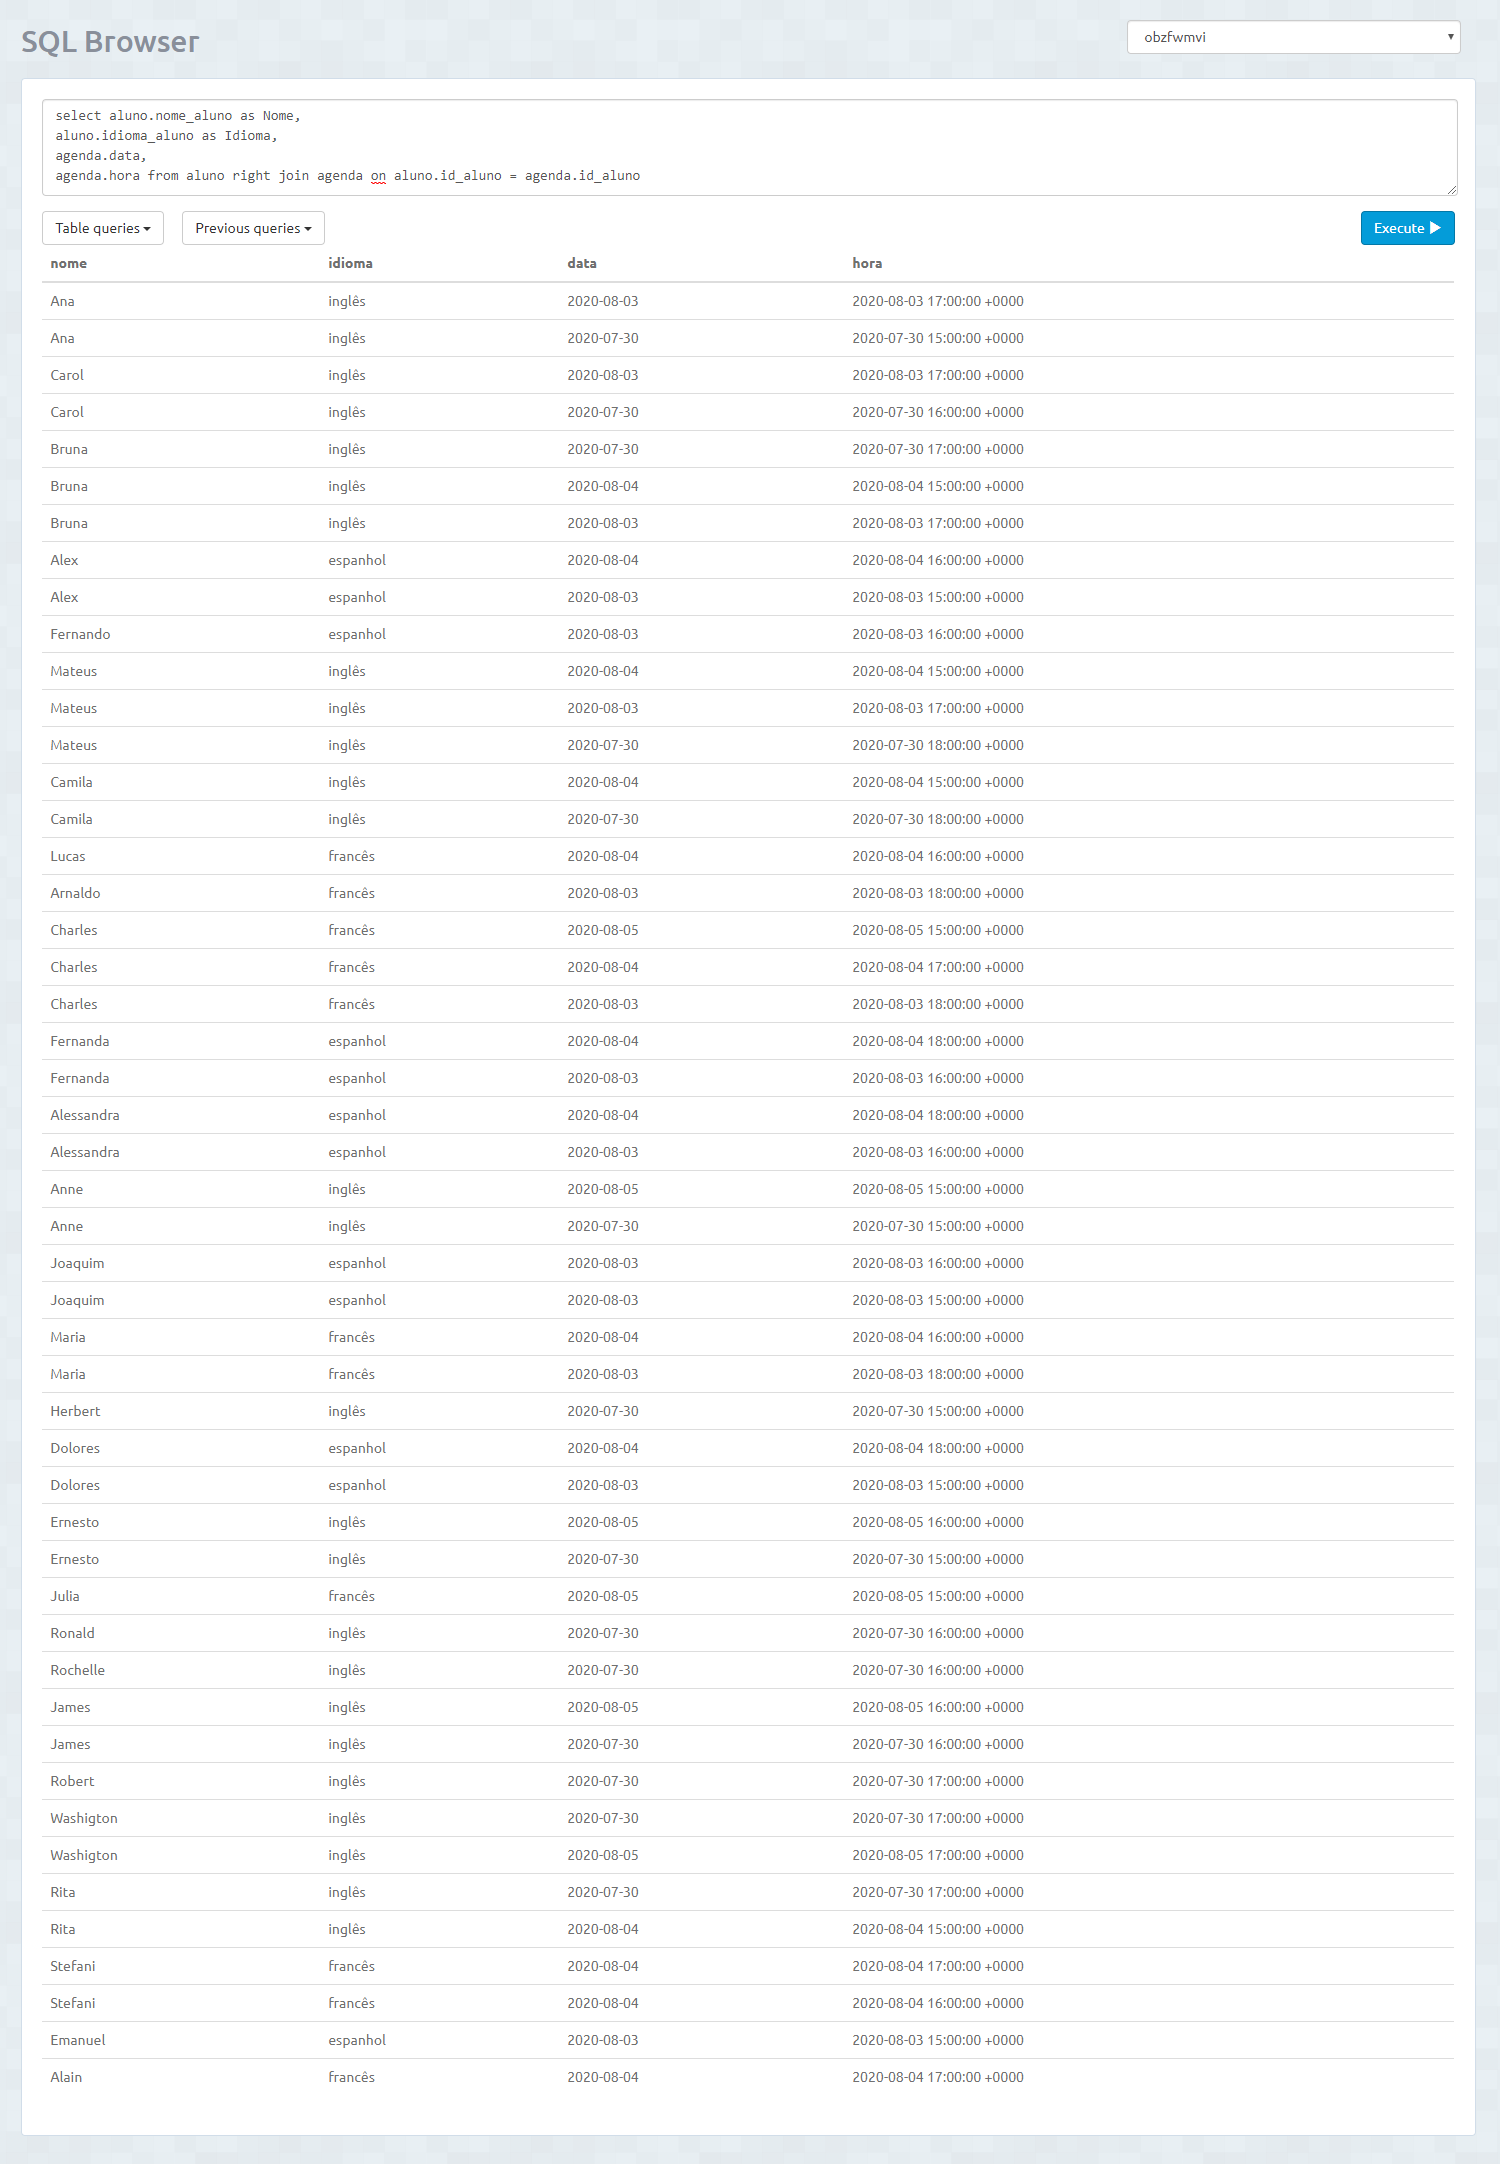 SQL Browser
obzfwmvi
select aluno.nome_aluno as Nome,
aluno.idioma_aluno as Idioma,
agenda.data,
agenda.hora from aluno right join agenda on aluno.id_aluno = agenda.id_aluno
Table queries Previous queries Execute
nome idioma data hora
Ana inglês 2020-08-03 2020-08-03 17:00:00 +0000
Ana inglês 2020-07-30 2020-07-30 15:00:00 +0000
Carol inglês 2020-08-03 2020-08-03 17:00:00 +0000
Carol inglês 2020-07-30 2020-07-30 16:00:00 +0000
Bruna inglês 2020-07-30 2020-07-30 17:00:00 +0000
Bruna inglês 2020-08-04 2020-08-04 15:00:00 +0000
Bruna inglês 2020-08-03 2020-08-03 17:00:00 +0000
Alex espanhol 2020-08-04 2020-08-04 16:00:00 +0000
Alex espanhol 2020-08-03 2020-08-03 15:00:00 +0000
Fernando espanhol 2020-08-03 2020-08-03 16:00:00 +0000
Mateus inglês 2020-08-04 2020-08-04 15:00:00 +0000
Mateus inglês 2020-08-03 2020-08-03 17:00:00 +0000
Mateus inglês 2020-07-30 2020-07-30 18:00:00 +0000
Camila inglês 2020-08-04 2020-08-04 15:00:00 +0000
Camila inglês 2020-07-30 2020-07-30 18:00:00 +0000
Lucas francês 2020-08-04 2020-08-04 16:00:00 +0000
Arnaldo francês 2020-08-03 2020-08-03 18:00:00 +0000
Charles francês 2020-08-05 2020-08-05 15:00:00 +0000
Charles francês 2020-08-04 2020-08-04 17:00:00 +0000
Charles francês 2020-08-03 2020-08-03 18:00:00 +0000
Fernanda espanhol 2020-08-04 2020-08-04 18:00:00 +0000
Fernanda espanhol 2020-08-03 2020-08-03 16:00:00 +0000
Alessandra espanhol 2020-08-04 2020-08-04 18:00:00 +0000
Alessandra espanhol 2020-08-03 2020-08-03 16:00:00 +0000
Anne inglês 2020-08-05 2020-08-05 15:00:00 +0000
Anne inglês 2020-07-30 2020-07-30 15:00:00 +0000
Joaquim espanhol 2020-08-03 2020-08-03 16:00:00 +0000
Joaquim espanhol 2020-08-03 2020-08-03 15:00:00 +0000
Maria francês 2020-08-04 2020-08-04 16:00:00 +0000
Maria francês 2020-08-03 2020-08-03 18:00:00 +0000
Herbert inglês 2020-07-30 2020-07-30 15:00:00 +0000
Dolores espanhol 2020-08-04 2020-08-04 18:00:00 +0000
Dolores espanhol 2020-08-03 2020-08-03 15:00:00 +0000
Ernesto inglês 2020-08-05 2020-08-05 16:00:00 +0000
Ernesto inglês 2020-07-30 2020-07-30 15:00:00 +0000
Julia francês 2020-08-05 2020-08-05 15:00:00 +0000
Ronald inglês 2020-07-30 2020-07-30 16:00:00 +0000
Rochelle inglês 2020-07-30 2020-07-30 16:00:00 +0000
James inglês 2020-08-05 2020-08-05 16:00:00 +0000
James inglês 2020-07-30 2020-07-30 16:00:00 +0000
Robert inglês 2020-07-30 2020-07-30 17:00:00 +0000
Washigton inglês 2020-07-30 2020-07-30 17:00:00 +0000
Washigton inglês 2020-08-05 2020-08-05 17:00:00 +0000
Rita inglês 2020-07-30 2020-07-30 17:00:00 +0000
Rita inglês 2020-08-04 2020-08-04 15:00:00 +0000
Stefani francês 2020-08-04 2020-08-04 17:00:00 +0000
Stefani francês 2020-08-04 2020-08-04 16:00:00 +0000
Emanuel espanhol 2020-08-03 2020-08-03 15:00:00 +0000
Alain francês 2020-08-04 2020-08-04 17:00:00 +0000